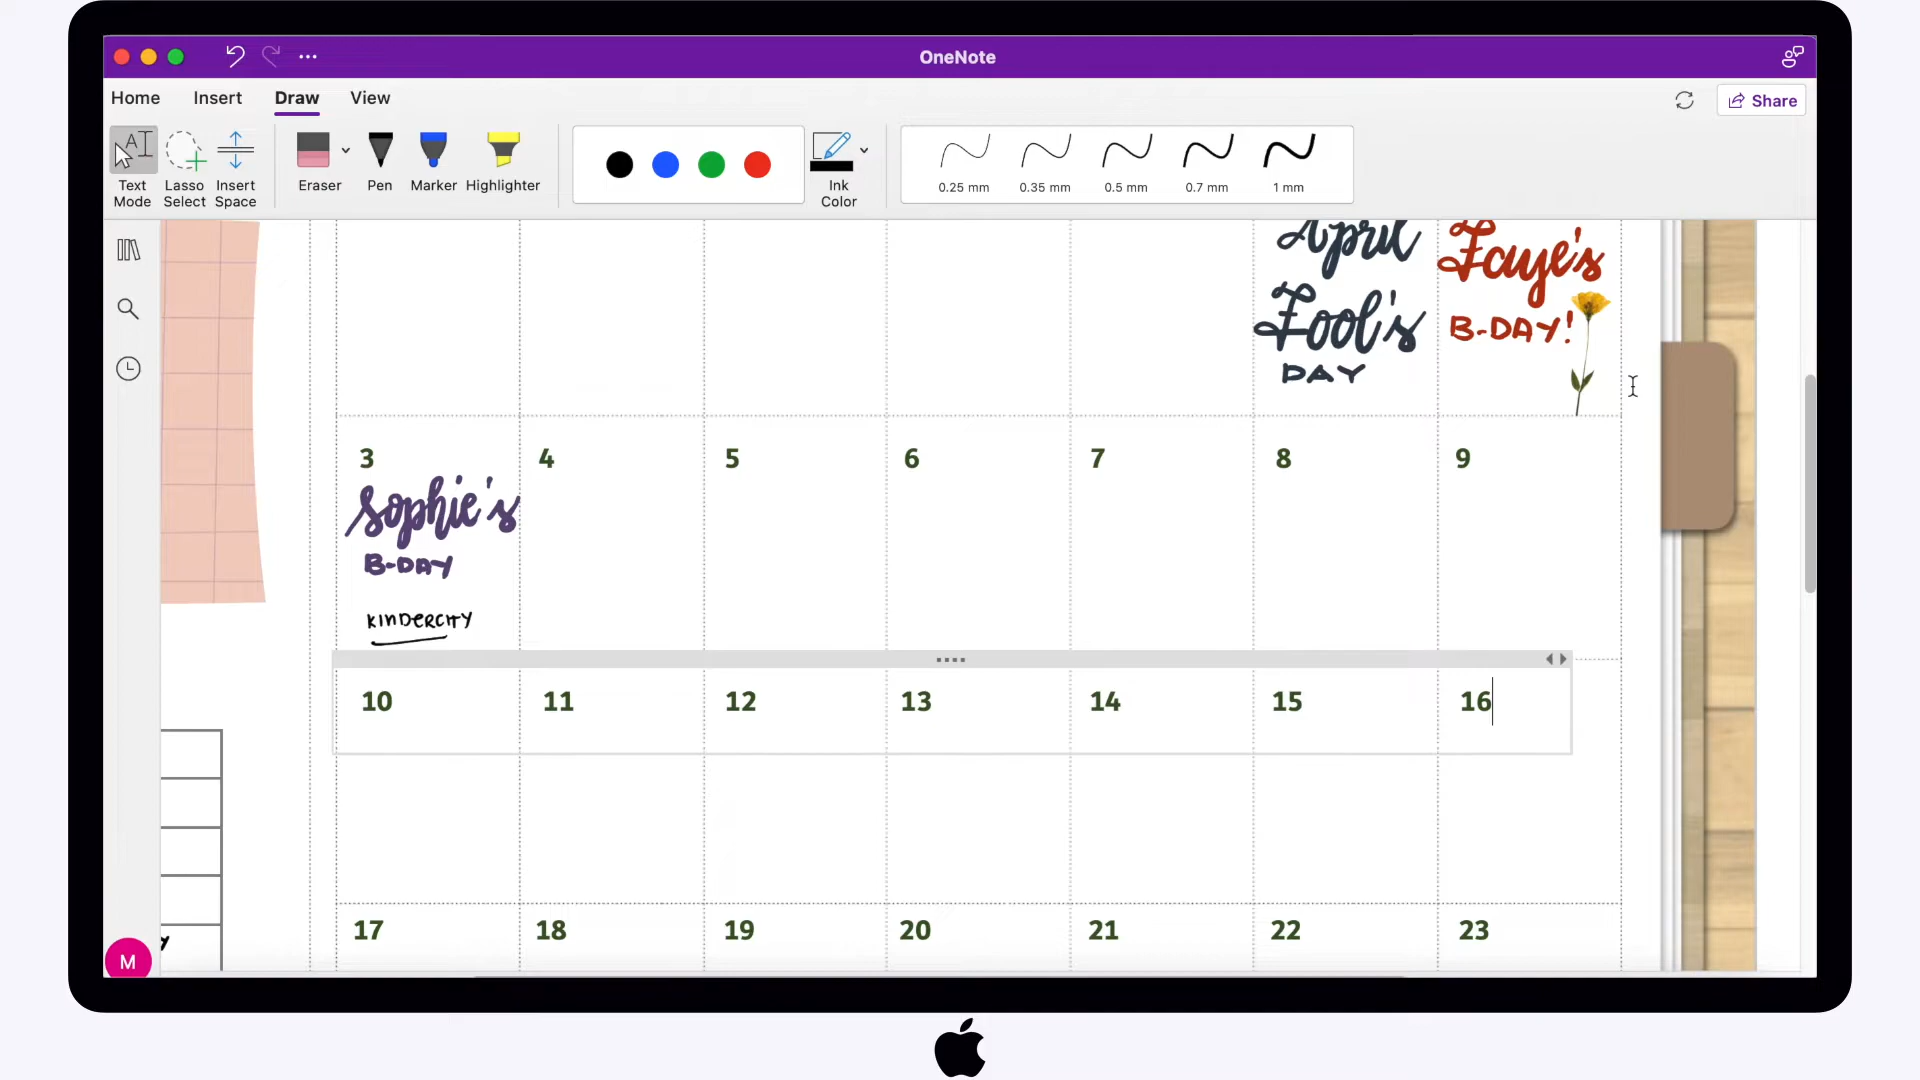 OneNote
Home Insert Draw View
Share
Text Mode
Lasso Select
Insert Space
Eraser
Pen
Marker
Highlighter
Ink Color
0.25 mm
0.35 mm
0.5 mm
0.7 mm
1 mm
April
Fool's
DAY
Faye's
B-DAY!
3 4 5 6 7 8 9
Sophie's
B-DAY
KINDERCITY
10 11 12 13 14 15 16
17 18 19 20 21 22 23
y
M